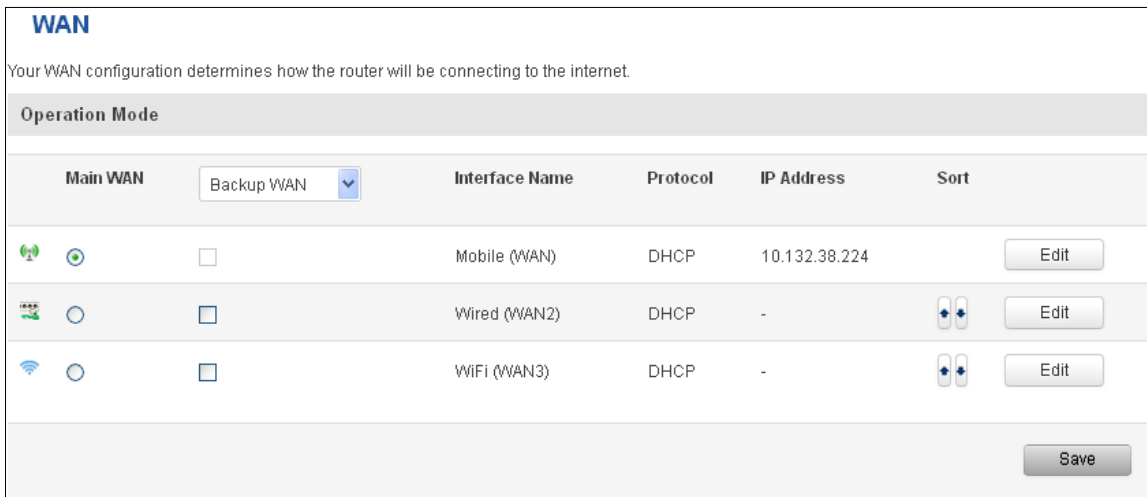 WAN
Your WAN configuration determines how the router will be connecting to the internet.
Operation Mode
Main WAN Backup WAN Interface Name Protocol IP Address Sort
Mobile (WAN) DHCP 10.132.38.224 Edit
Wired (WAN2) DHCP - Edit
WiFi (WAN3) DHCP - Edit
Save